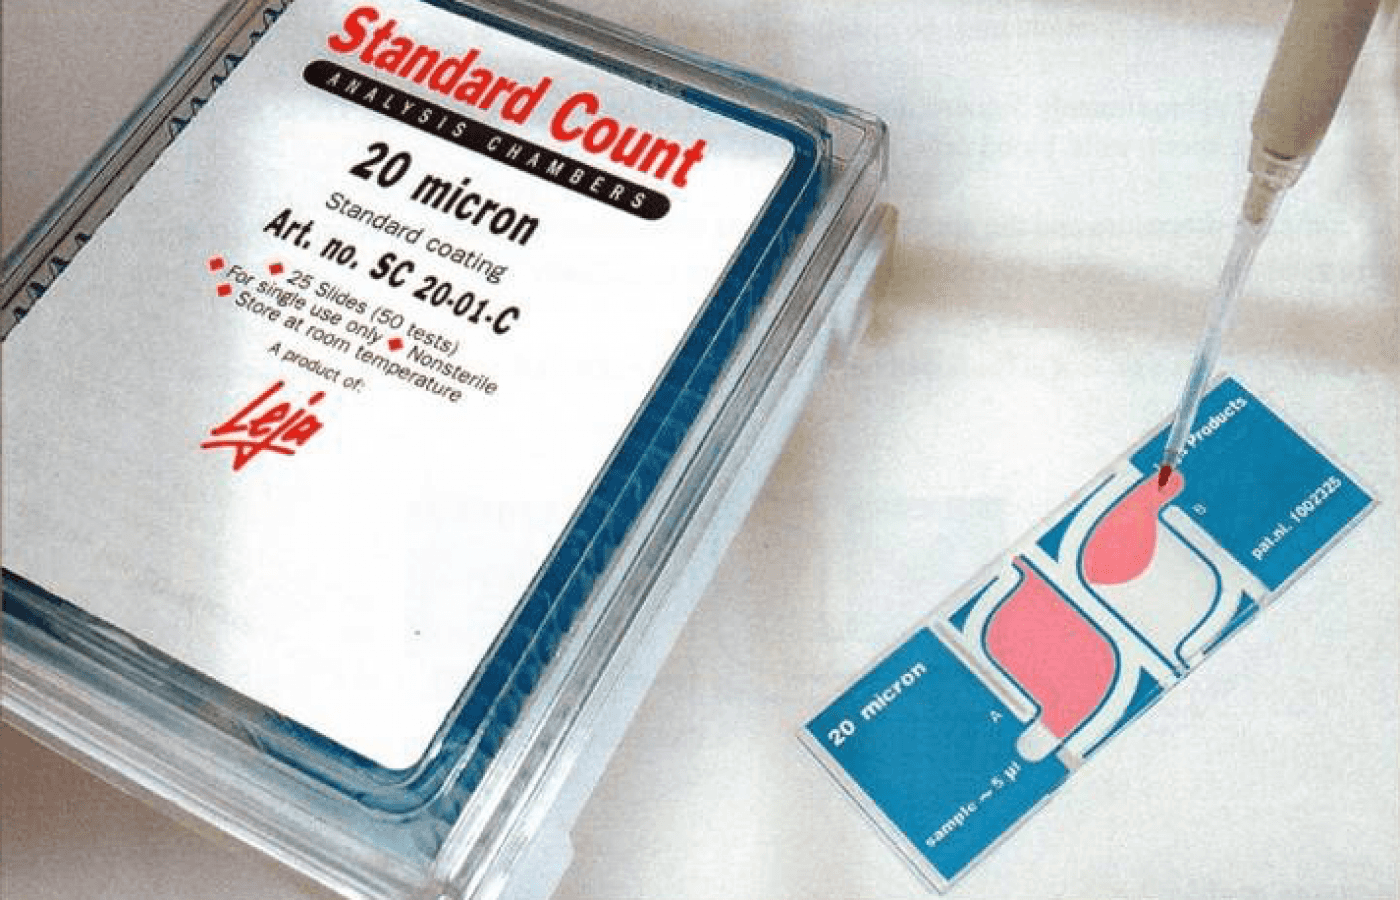 Standard Count
ANALYSIS CHAMBERS
20 micron
Standard coating
Art. no. SC 20-01-C
25 Slides (50 tests)
For single use only Nonsterile
Store at room temperature
A product of:
Leja
Products
B
pat.nl. 1002325
20 micron
A
sample ~ 5 µl